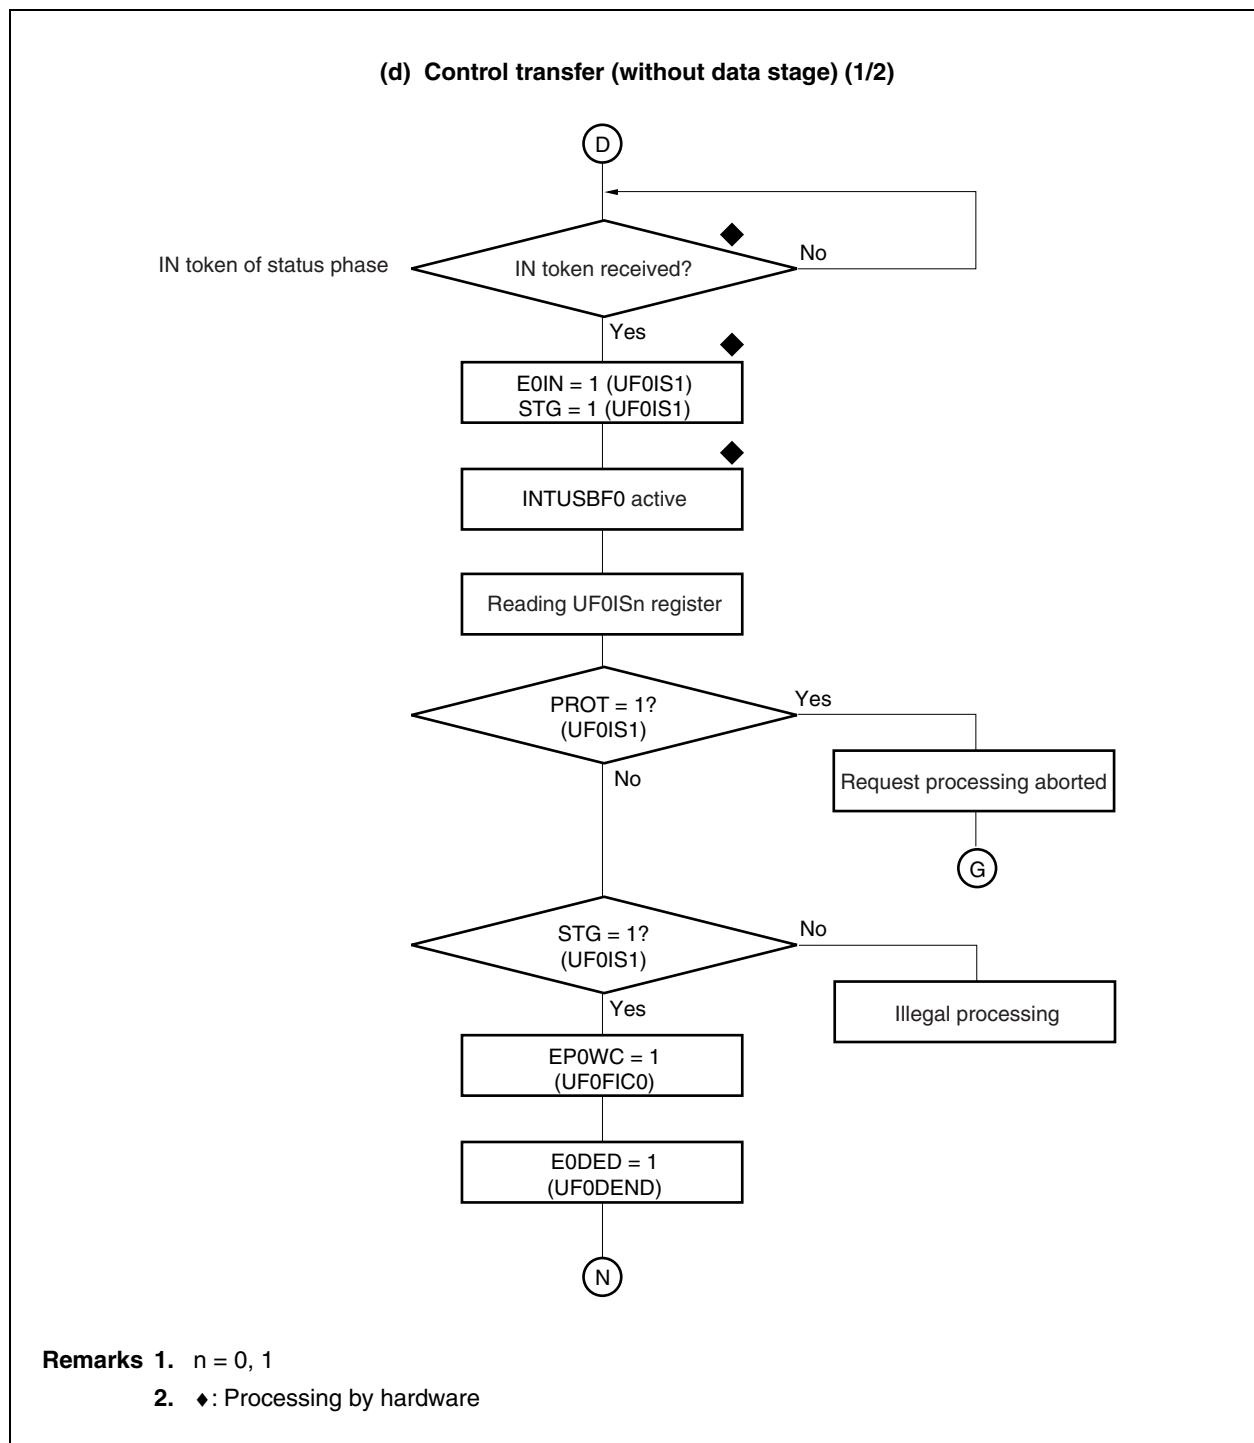 (d) Control transfer (without data stage) (1/2)
D
IN token of status phase
IN token received?
No
Yes
E0IN = 1 (UF0IS1)
STG = 1 (UF0IS1)
INTUSBF0 active
Reading UF0ISn register
PROT = 1?
(UF0IS1)
Yes
No
Request processing aborted
G
STG = 1?
(UF0IS1)
No
Yes
Illegal processing
EP0WC = 1
(UF0FIC0)
E0DED = 1
(UF0DEND)
N
Remarks 1. n = 0, 1
2. ♦: Processing by hardware